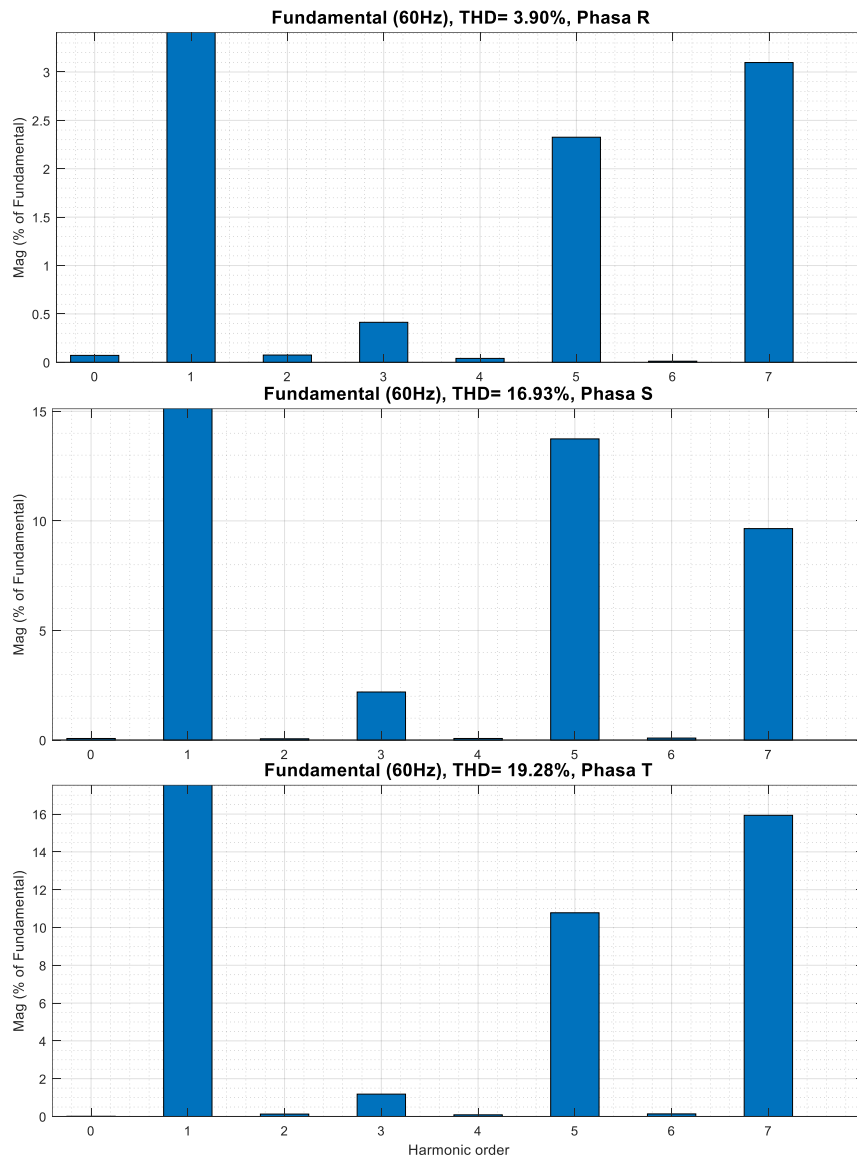 Fundamental (60Hz), THD= 3.90%, Phasa R
Mag (% of Fundamental)
3
2.5
2
1.5
1
0.5
0
0 1 2 3 4 5 6 7
Fundamental (60Hz), THD= 16.93%, Phasa S
Mag (% of Fundamental)
15
10
5
0
0 1 2 3 4 5 6 7
Fundamental (60Hz), THD= 19.28%, Phasa T
Mag (% of Fundamental)
16
14
12
10
8
6
4
2
0
0 1 2 3 4 5 6 7
Harmonic order